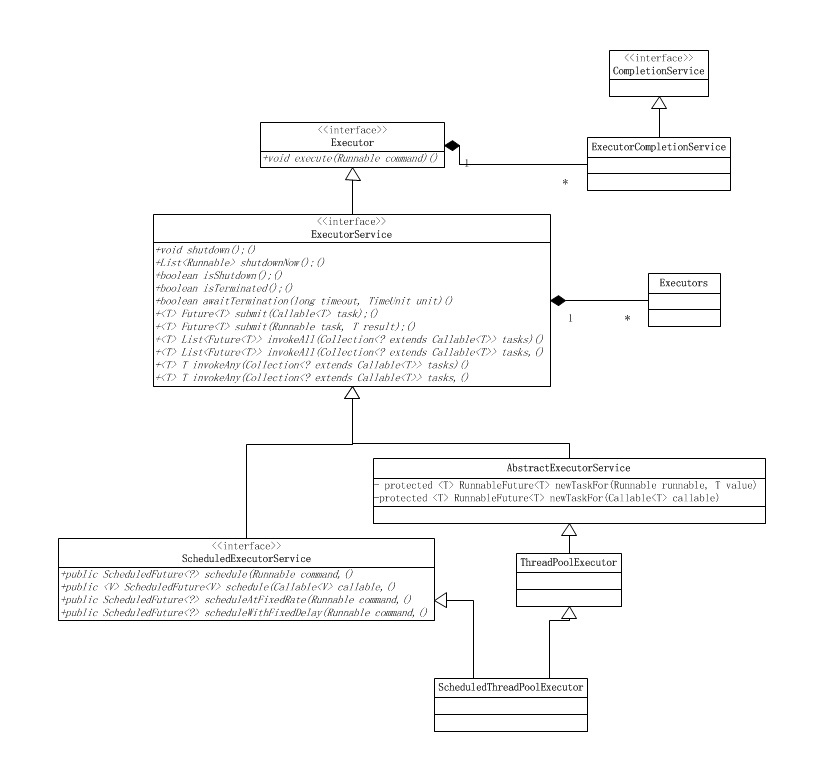 <<interface>>
CompletionService
<<interface>>
Executor
+void execute(Runnable command)()
ExecutorCompletionService
1
*
<<interface>>
ExecutorService
+void shutdown();()
+List<Runnable> shutdownNow();()
+boolean isShutdown();()
+boolean isTerminated();()
+boolean awaitTermination(long timeout, TimeUnit unit)()
+<T> Future<T> submit(Callable<T> task);()
+<T> Future<T> submit(Runnable task, T result);()
+<T> List<Future<T>> invokeAll(Collection<? extends Callable<T>> tasks)()
+<T> List<Future<T>> invokeAll(Collection<? extends Callable<T>> tasks,()
+<T> T invokeAny(Collection<? extends Callable<T>> tasks)()
+<T> T invokeAny(Collection<? extends Callable<T>> tasks,()
Executors
1
*
AbstractExecutorService
- protected <T> RunnableFuture<T> newTaskFor(Runnable runnable, T value)
-protected <T> RunnableFuture<T> newTaskFor(Callable<T> callable)
<<interface>>
ScheduledExecutorService
+public ScheduledFuture<?> schedule(Runnable command,()
+public <V> ScheduledFuture<V> schedule(Callable<V> callable,()
+public ScheduledFuture<?> scheduleAtFixedRate(Runnable command,()
+public ScheduledFuture<?> scheduleWithFixedDelay(Runnable command,()
ThreadPoolExecutor
ScheduledThreadPoolExecutor